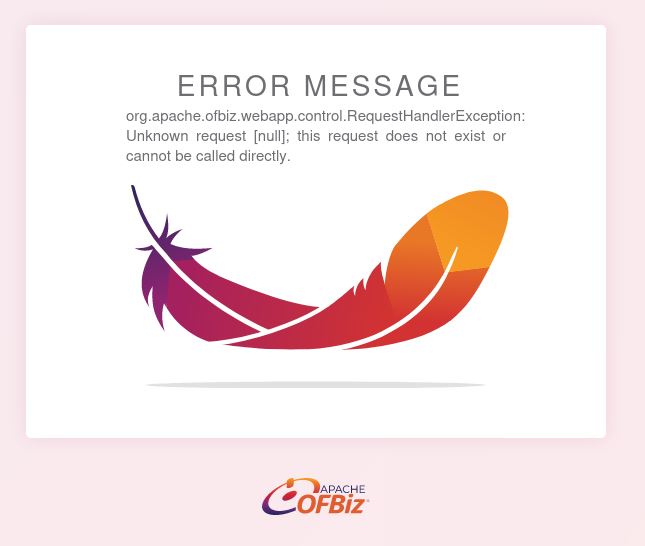 ERROR MESSAGE
org.apache.ofbiz.webapp.control.RequestHandlerException:
Unknown request [null]; this request does not exist or
cannot be called directly.
APACHE
OFBiz